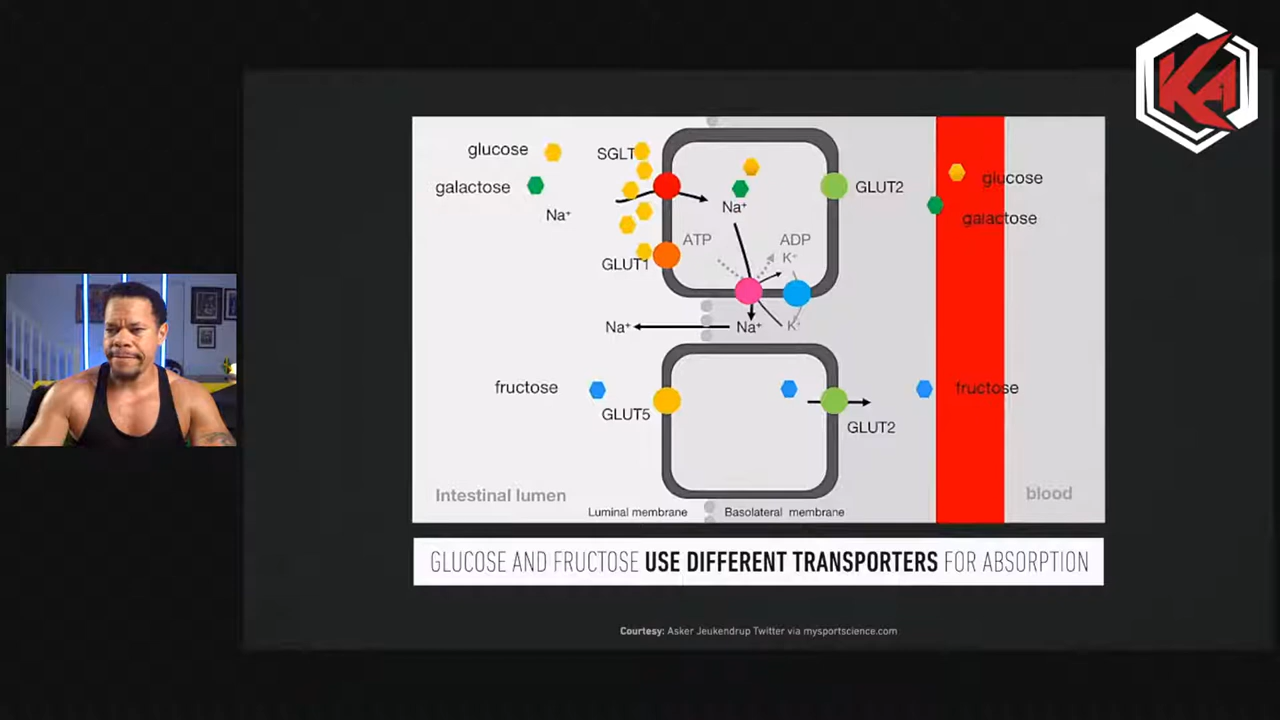 KA
glucose
SGLT
galactose
Na⁺
Na⁺
GLUT2
glucose
galactose
ATP
ADP
K⁺
GLUT1
Na⁺
Na⁺
K⁺
fructose
GLUT5
fructose
GLUT2
Intestinal lumen
blood
Luminal membrane
Basolateral membrane
GLUCOSE AND FRUCTOSE USE DIFFERENT TRANSPORTERS FOR ABSORPTION
Courtesy: Asker Jeukendrup Twitter via mysportscience.com